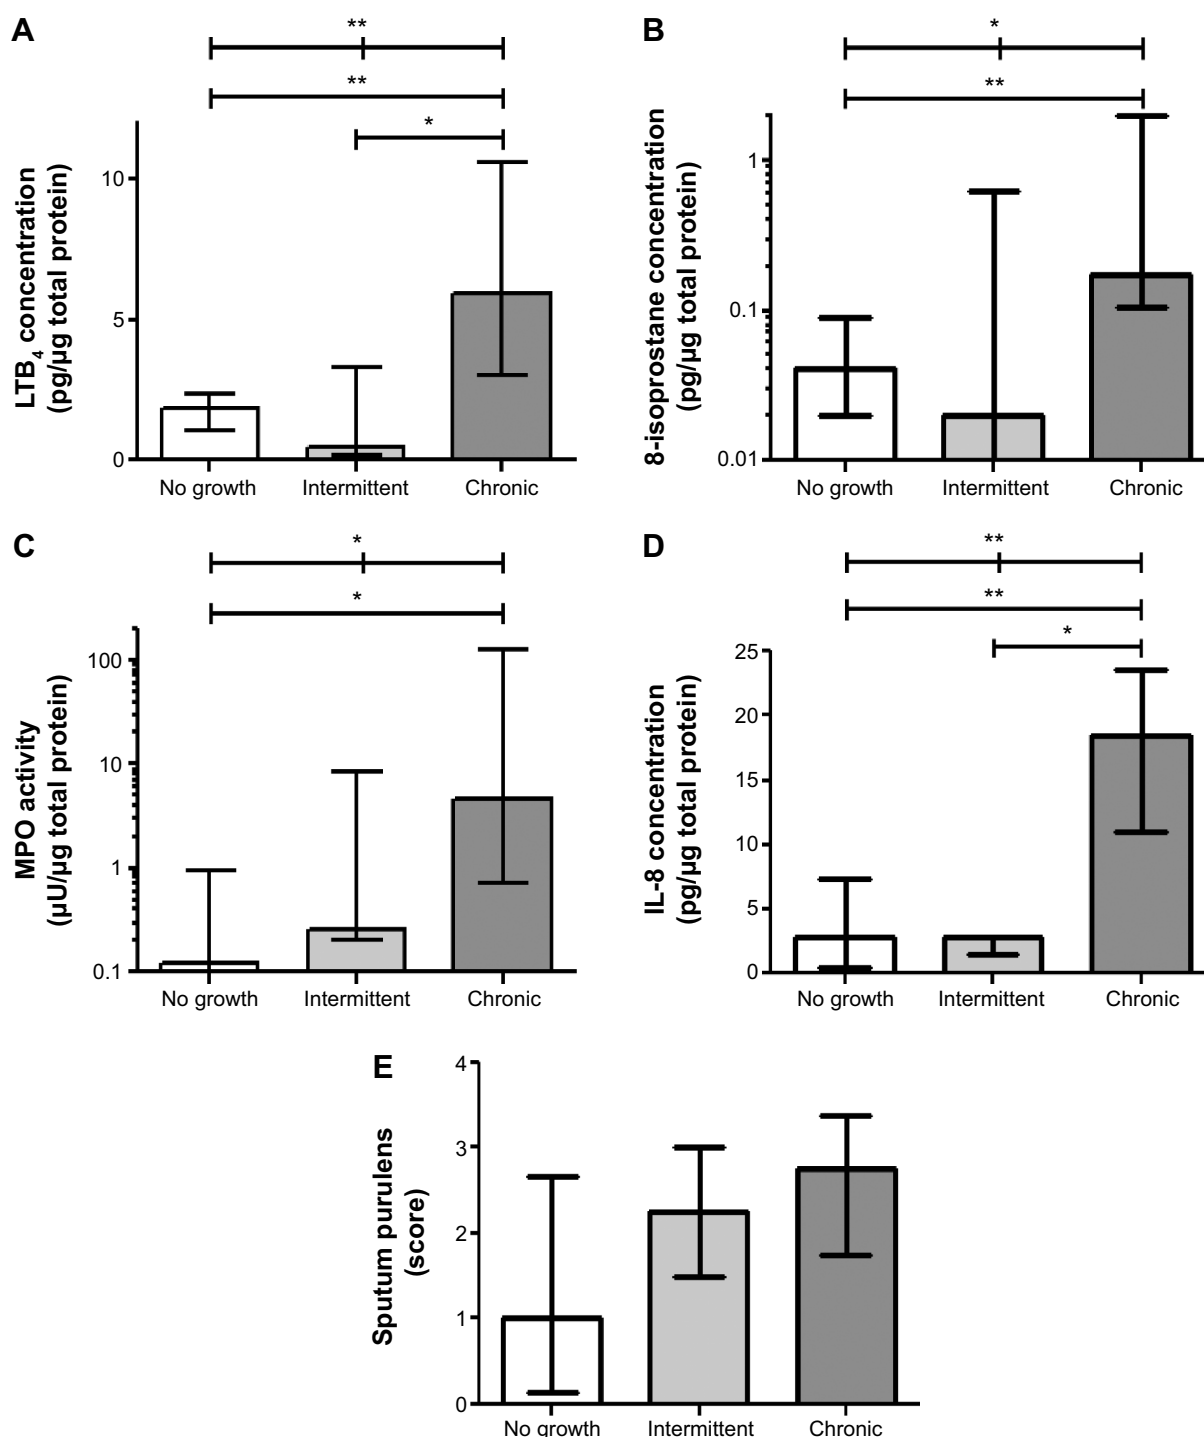 A
**
**
*
LTB4 concentration
(pg/µg total protein)
10
5
0
No growth Intermittent Chronic
B
*
**
8-isoprostane concentration
(pg/µg total protein)
1
0.1
0.01
No growth Intermittent Chronic
C
*
*
MPO activity
(µU/µg total protein)
100
10
1
0.1
No growth Intermittent Chronic
D
**
**
*
IL-8 concentration
(pg/µg total protein)
25
20
15
10
5
0
No growth Intermittent Chronic
E
Sputum purulens
(score)
4
3
2
1
0
No growth Intermittent Chronic